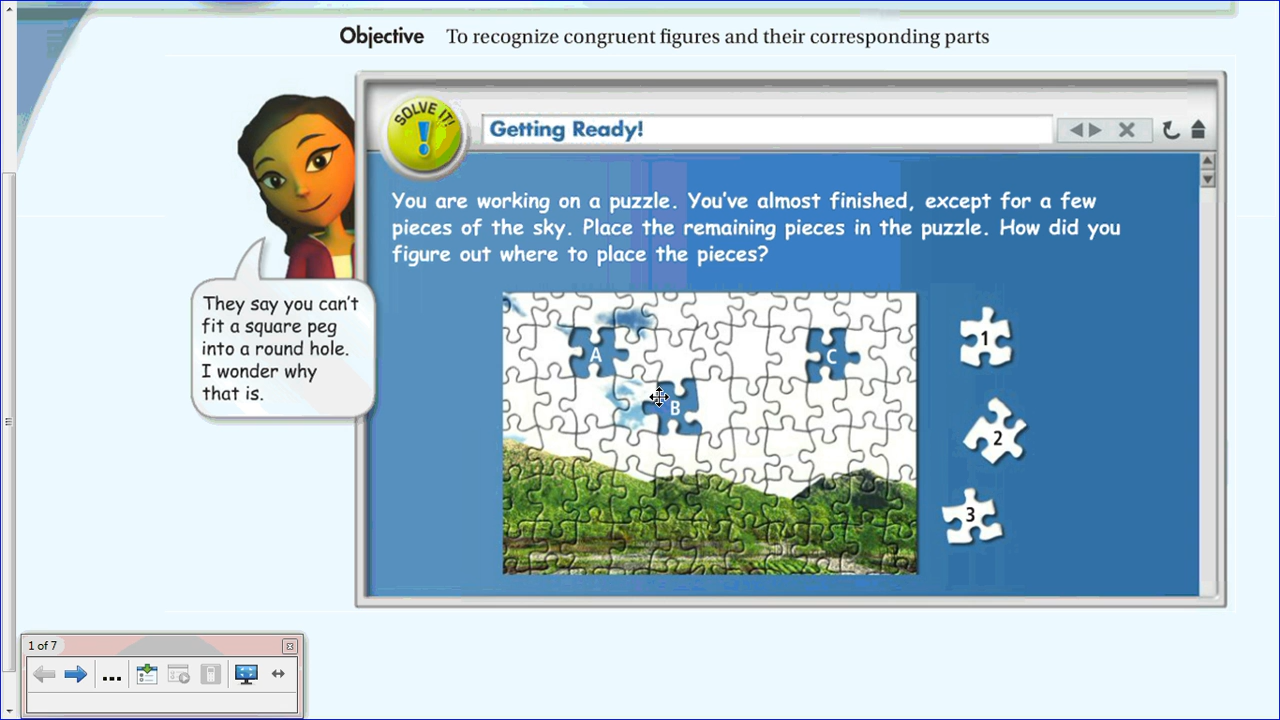 Objective To recognize congruent figures and their corresponding parts
SOLVE IT!
Getting Ready!
You are working on a puzzle. You've almost finished, except for a few
pieces of the sky. Place the remaining pieces in the puzzle. How did you
figure out where to place the pieces?
They say you can't
fit a square peg
into a round hole.
I wonder why
that is.
A
B
C
1
2
3
1 of 7